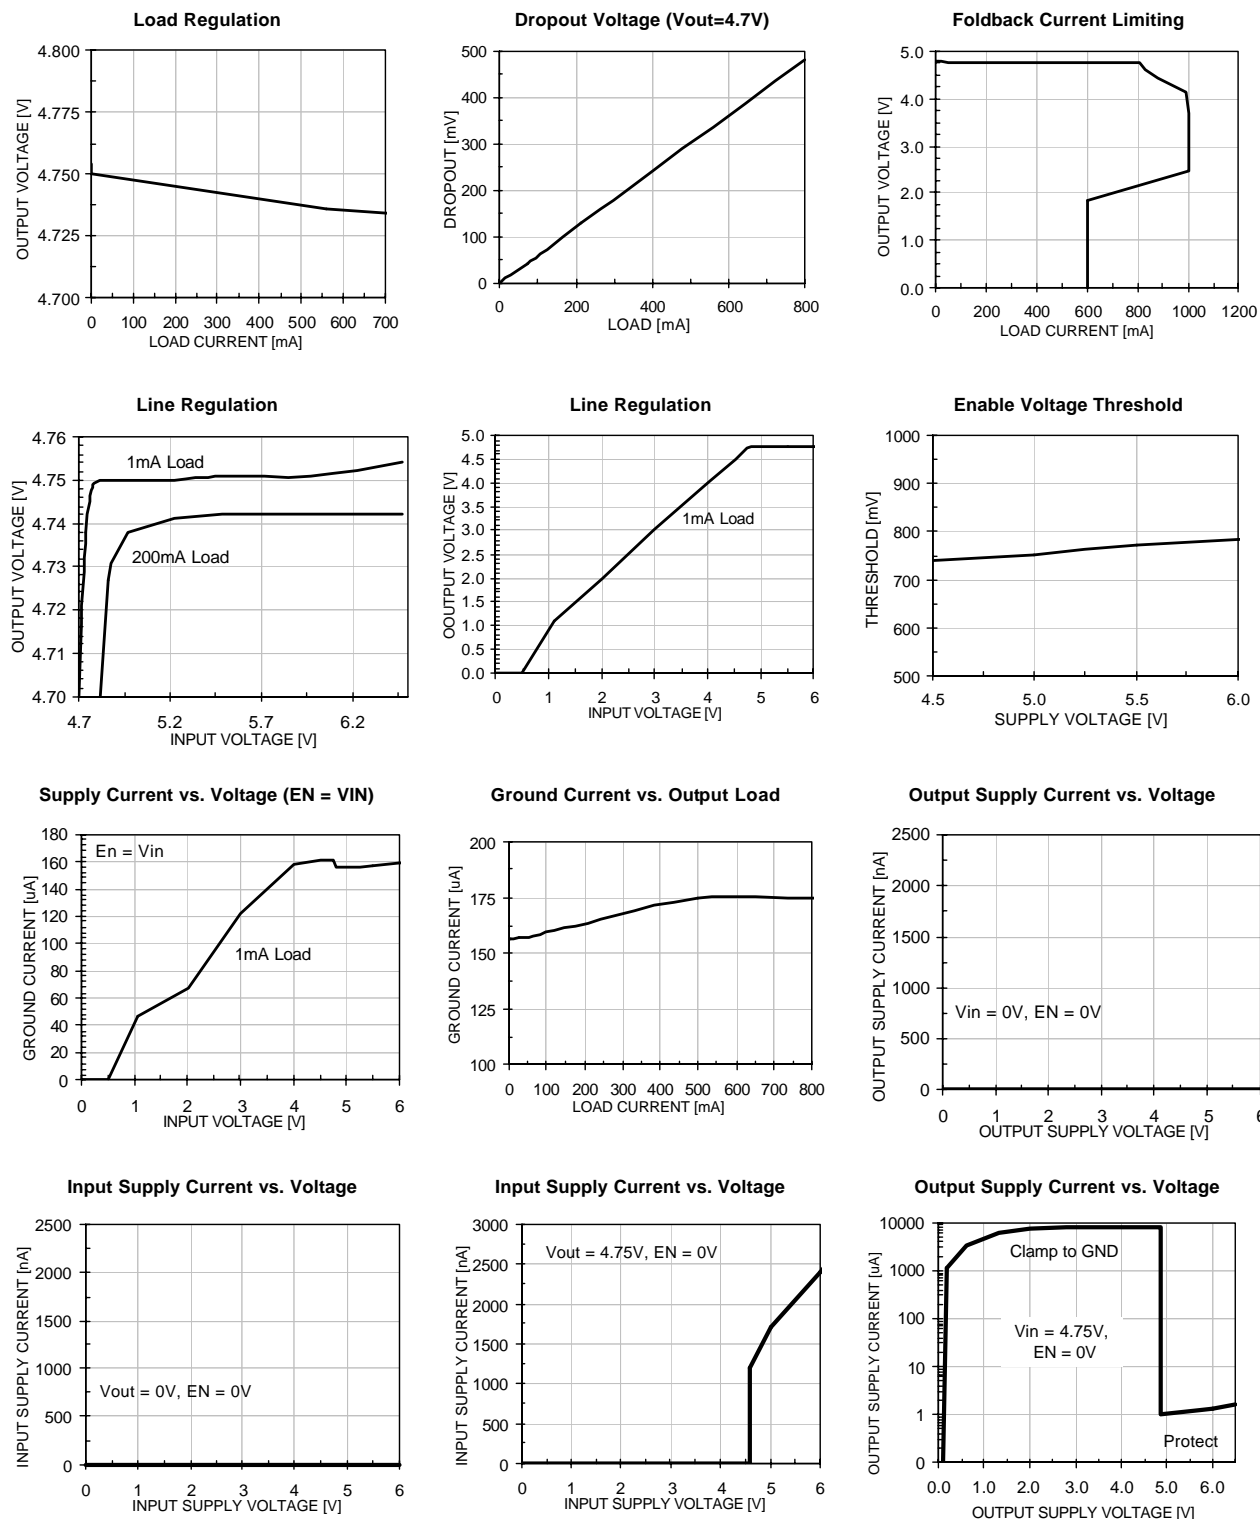 Load Regulation
4.800
4.775
4.750
4.725
4.700
OUTPUT VOLTAGE [V]
0 100 200 300 400 500 600 700
LOAD CURRENT [mA]
Dropout Voltage (Vout=4.7V)
500
400
300
200
100
0
DROPOUT [mV]
0 200 400 600 800
LOAD [mA]
Foldback Current Limiting
5.0
4.0
3.0
2.0
1.0
0.0
OUTPUT VOLTAGE [V]
0 200 400 600 800 1000 1200
LOAD CURRENT [mA]
Line Regulation
4.76
4.75
4.74
4.73
4.72
4.71
4.70
OUTPUT VOLTAGE [V]
1mA Load
200mA Load
4.7 5.2 5.7 6.2
INPUT VOLTAGE [V]
Line Regulation
5.0
4.5
4.0
3.5
3.0
2.5
2.0
1.5
1.0
0.5
0.0
OOUTPUT VOLTAGE [V]
1mA Load
0 1 2 3 4 5 6
INPUT VOLTAGE [V]
Enable Voltage Threshold
1000
900
800
700
600
500
THRESHOLD [mV]
4.5 5.0 5.5 6.0
SUPPLY VOLTAGE [V]
Supply Current vs. Voltage (EN = VIN)
180
160
140
120
100
80
60
40
20
0
GROUND CURRENT [uA]
En = Vin
1mA Load
0 1 2 3 4 5 6
INPUT VOLTAGE [V]
Ground Current vs. Output Load
200
175
150
125
100
GROUND CURRENT [uA]
0 100 200 300 400 500 600 700 800
LOAD CURRENT [mA]
Output Supply Current vs. Voltage
2500
2000
1500
1000
500
0
OUTPUT SUPPLY CURRENT [nA]
Vin = 0V, EN = 0V
0 1 2 3 4 5 6
OUTPUT SUPPLY VOLTAGE [V]
Input Supply Current vs. Voltage
2500
2000
1500
1000
500
0
INPUT SUPPLY CURRENT [nA]
Vout = 0V, EN = 0V
0 1 2 3 4 5 6
INPUT SUPPLY VOLTAGE [V]
Input Supply Current vs. Voltage
3000
2500
2000
1500
1000
500
0
INPUT SUPPLY CURRENT [nA]
Vout = 4.75V, EN = 0V
0 1 2 3 4 5 6
INPUT SUPPLY VOLTAGE [V]
Output Supply Current vs. Voltage
10000
1000
100
10
1
0
OUTPUT SUPPLY CURRENT [uA]
Clamp to GND
Vin = 4.75V,
EN = 0V
Protect
0.0 1.0 2.0 3.0 4.0 5.0 6.0
OUTPUT SUPPLY VOLTAGE [V]